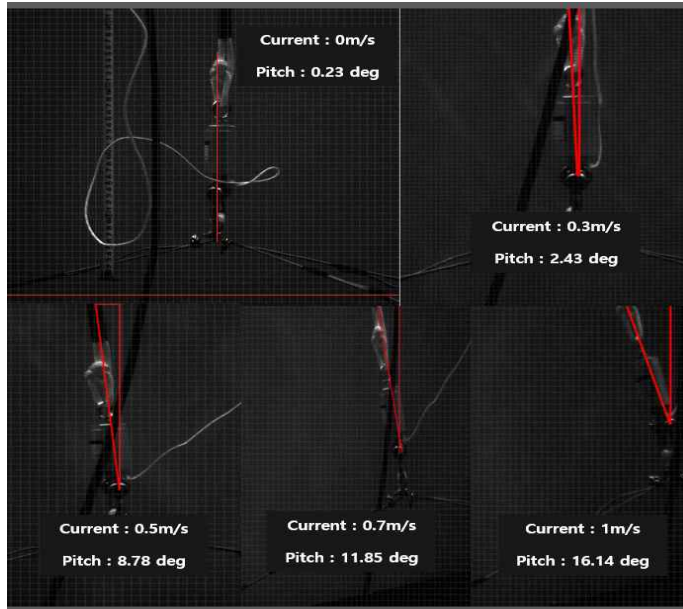 Current : 0m/s
Pitch : 0.23 deg
Current : 0.3m/s
Pitch : 2.43 deg
Current : 0.5m/s
Pitch : 8.78 deg
Current : 0.7m/s
Pitch : 11.85 deg
Current : 1m/s
Pitch : 16.14 deg